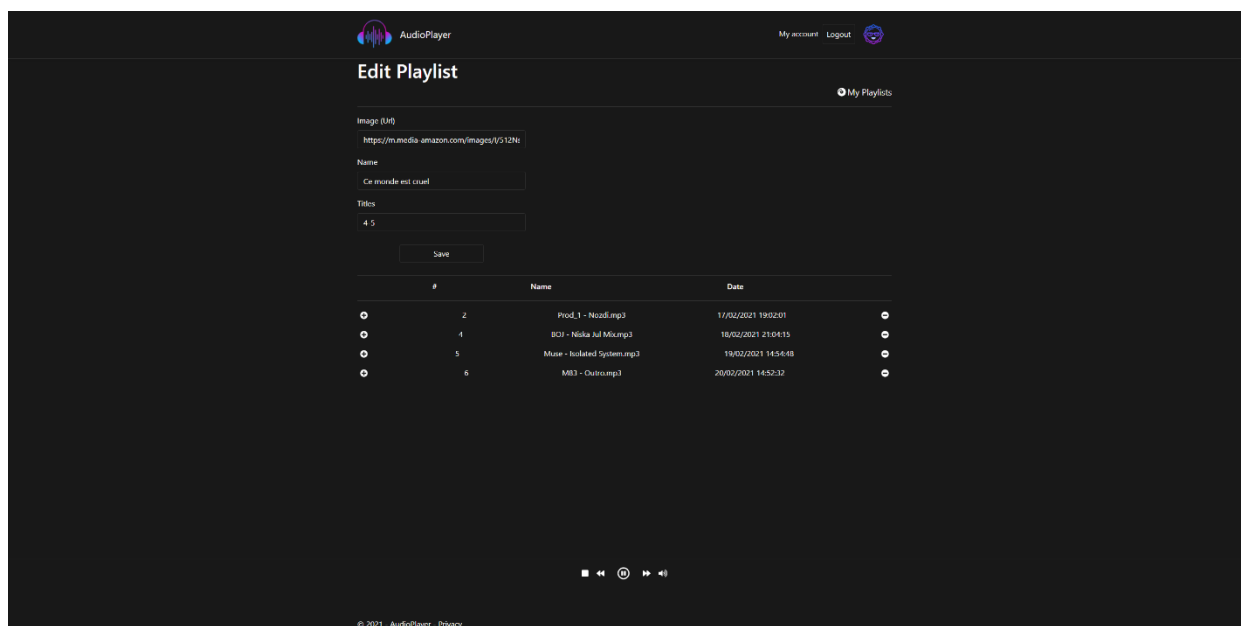 AudioPlayer My account Logout
Edit Playlist
My Playlists
Image (Url)
https://m.media-amazon.com/images/I/512N
Name
Ce monde est cruel
Titles
4-5
Save
# Name Date
2 Prod_1 - Nozdi.mp3 17/02/2021 19:02:01
4 BOJ - Niska Jul Mix.mp3 18/02/2021 21:04:15
5 Muse - Isolated System.mp3 19/02/2021 14:54:48
6 M83 - Outro.mp3 20/02/2021 14:52:32
© 2021 - AudioPlayer - Privacy